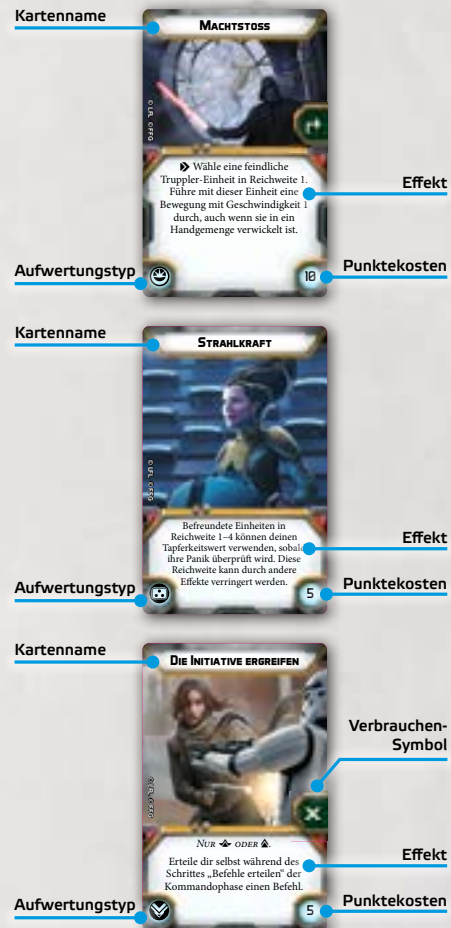 Kartenname
MACHTSTOSS
© LFL © FFG
Wähle eine feindliche
Truppler-Einheit in Reichweite 1.
Führe mit dieser Einheit eine
Bewegung mit Geschwindigkeit 1
durch, auch wenn sie in ein
Handgemenge verwickelt ist.
Effekt
Aufwertungstyp
10
Punktekosten
Kartenname
STRAHLKRAFT
© LFL © FFG
Befreundete Einheiten in
Reichweite 1–4 können deinen
Tapferkeitswert verwenden, sobald
ihre Panik überprüft wird. Diese
Reichweite kann durch andere
Effekte verringert werden.
Effekt
Aufwertungstyp
5
Punktekosten
Kartenname
DIE INITIATIVE ERGREIFEN
© LFL © FFG
Verbrauchen-
Symbol
NUR ODER .
Erteile dir selbst während des
Schrittes „Befehle erteilen“ der
Kommandophase einen Befehl.
Effekt
Aufwertungstyp
5
Punktekosten